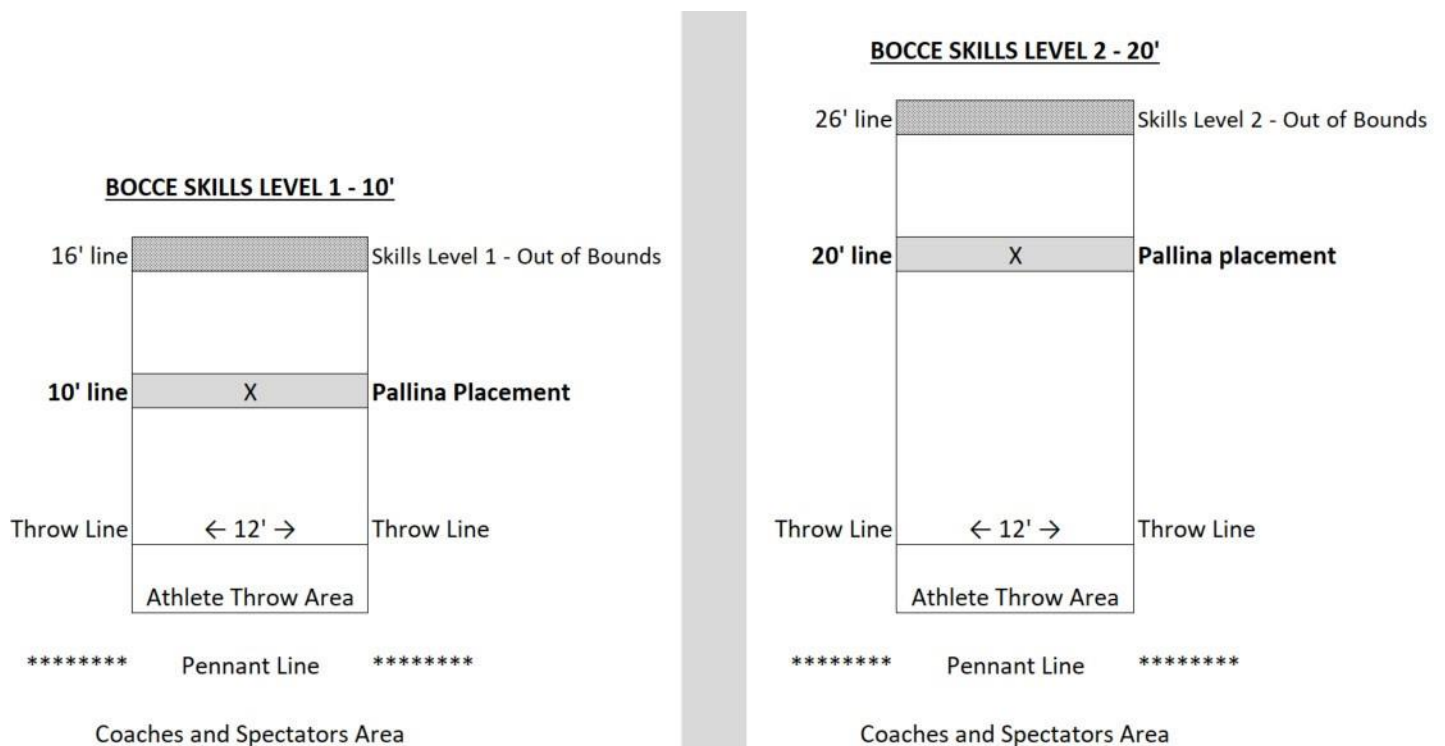 BOCCE SKILLS LEVEL 1 - 10'
16' line Skills Level 1 - Out of Bounds
10' line X Pallina Placement
Throw Line ← 12' → Throw Line
Athlete Throw Area
******** Pennant Line ********
Coaches and Spectators Area
BOCCE SKILLS LEVEL 2 - 20'
26' line Skills Level 2 - Out of Bounds
20' line X Pallina placement
Throw Line ← 12' → Throw Line
Athlete Throw Area
******** Pennant Line ********
Coaches and Spectators Area